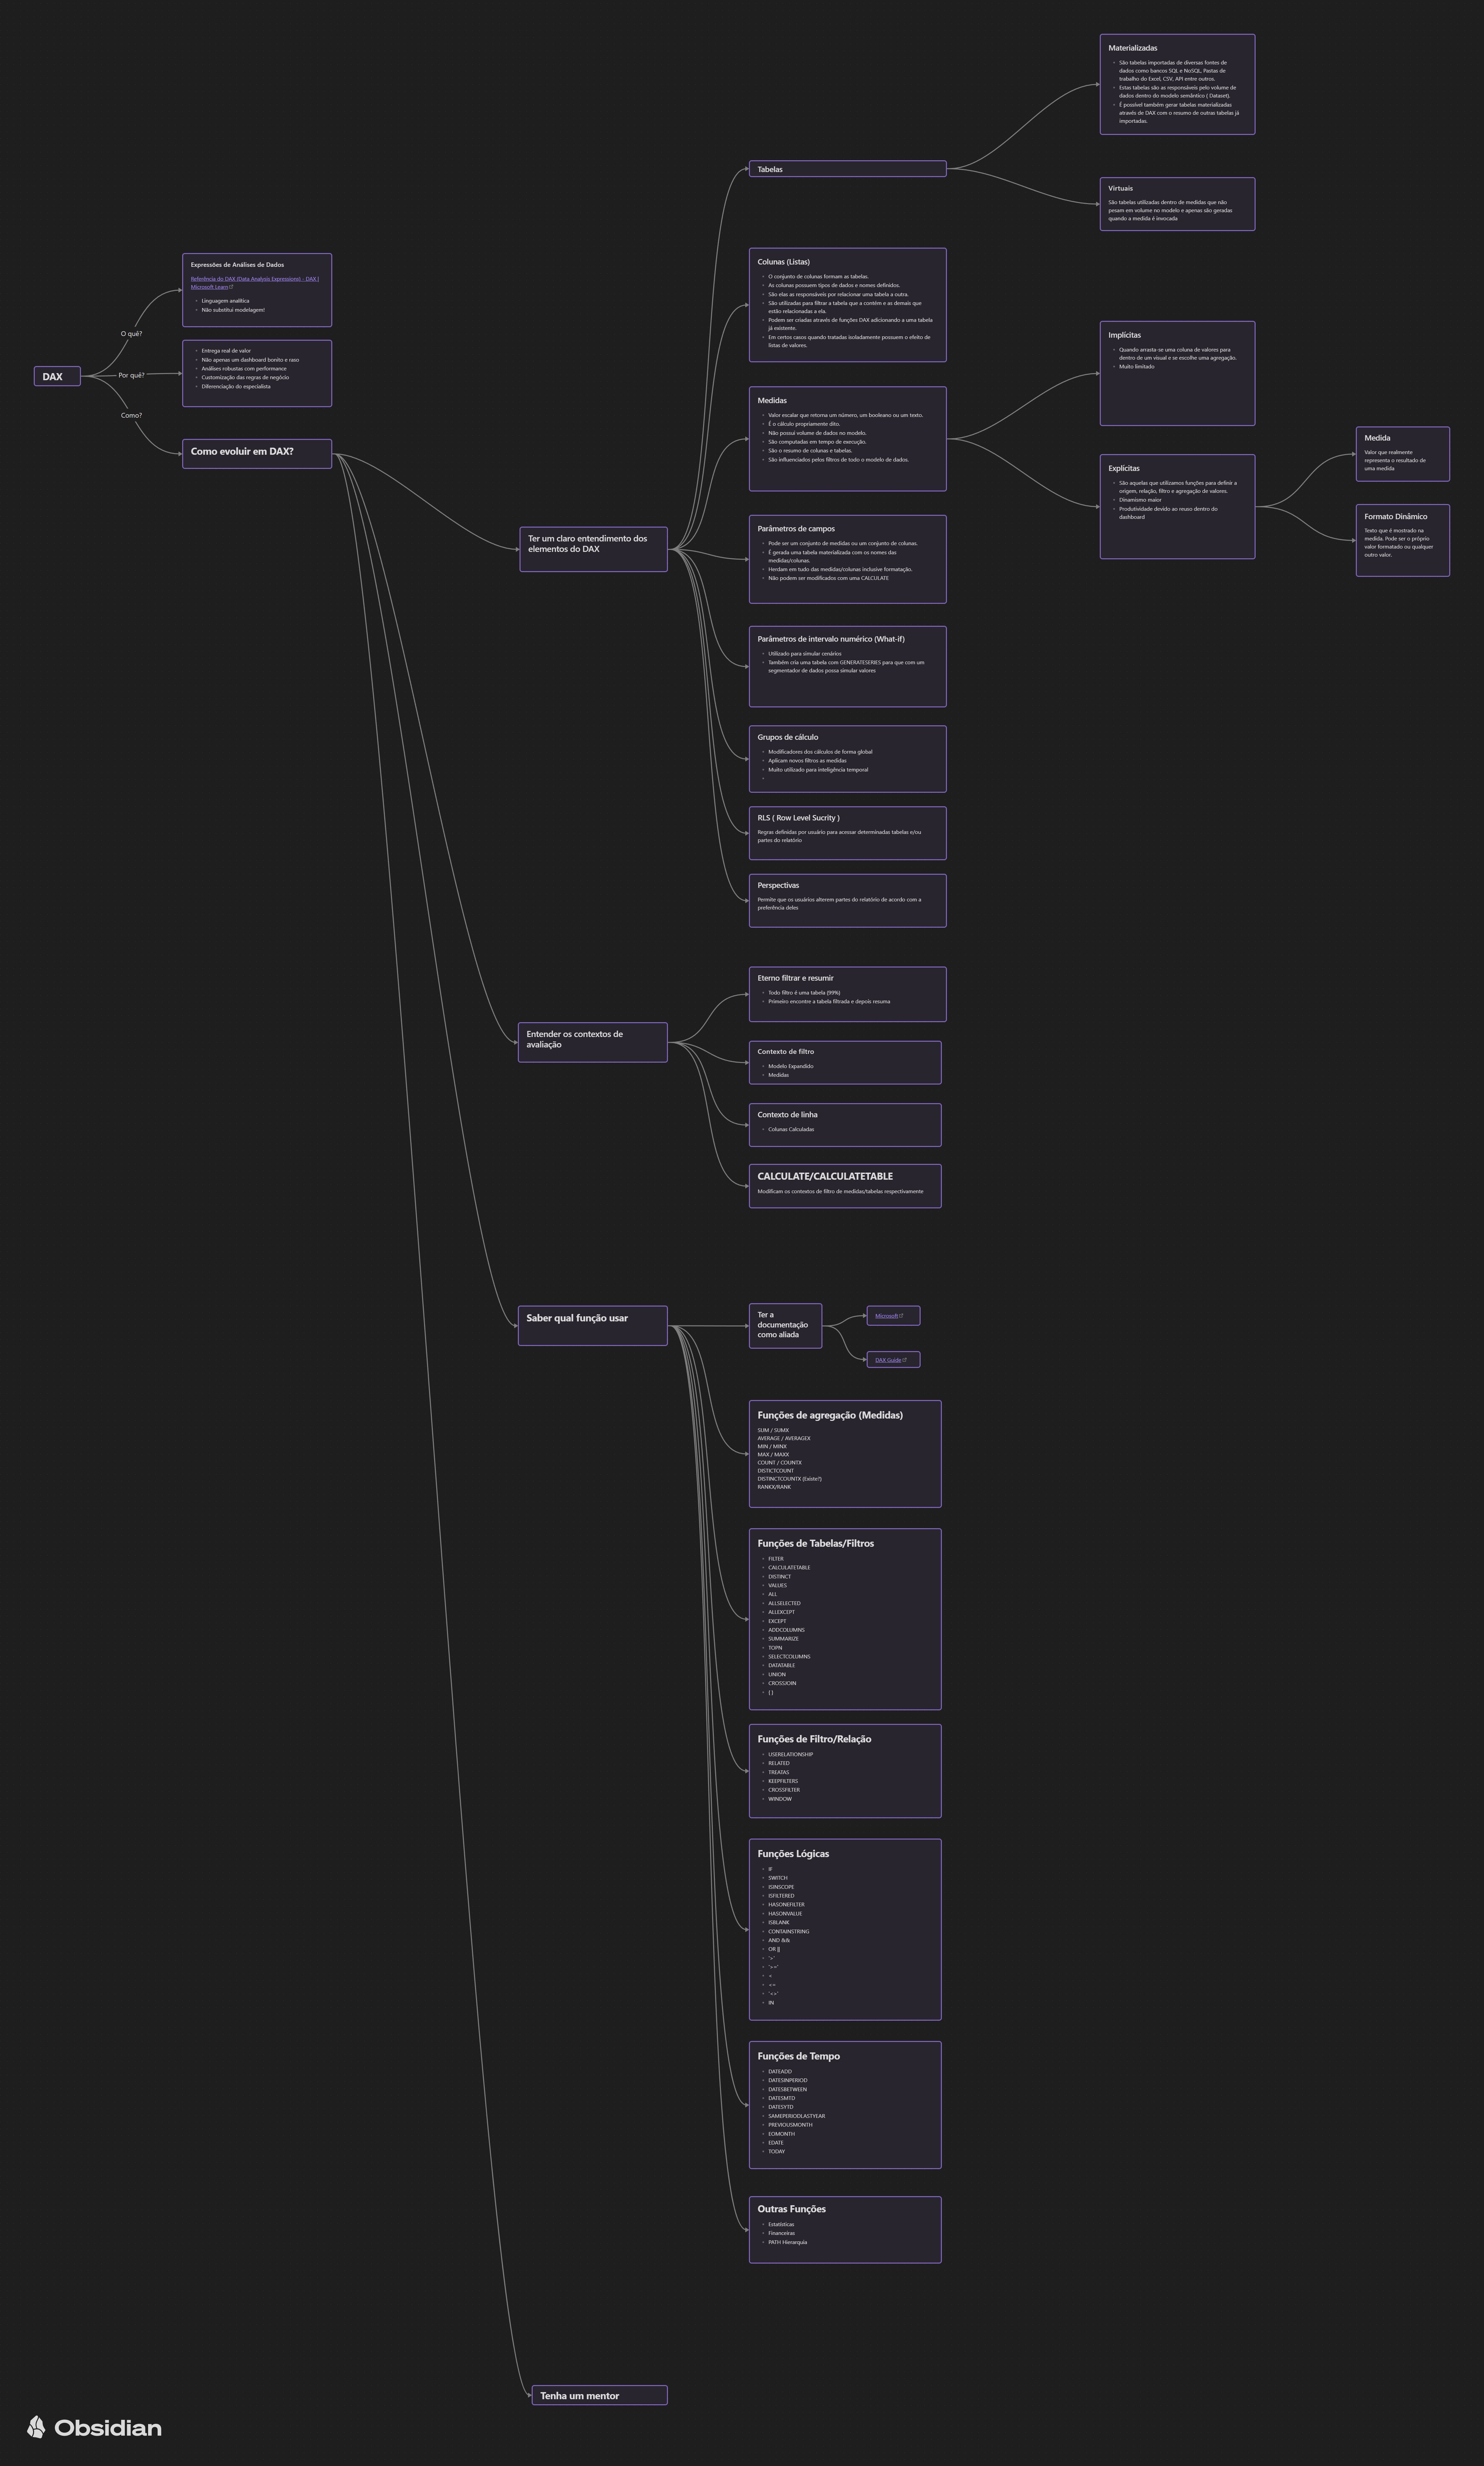 DAX
O quê?
Por quê?
Como?
Expressões de Análises de Dados
Referência do DAX (Data Analysis Expressions) - DAX |
Microsoft Learn
Linguagem analítica
Não substitui modelagem!
Entrega real de valor
Não apenas um dashboard bonito e raso
Análises robustas com performance
Customização das regras de negócio
Diferenciação do especialista
Como evoluir em DAX?
Ter um claro entendimento dos
elementos do DAX
Tabelas
Materializadas
São tabelas importadas de diversas fontes de
dados como bancos SQL e NoSQL, Pastas de
trabalho do Excel, CSV, API entre outros.
Estas tabelas são as responsáveis pelo volume de
dados dentro do modelo semântico ( Dataset).
É possível também gerar tabelas materializadas
através de DAX com o resumo de outras tabelas já
importadas.
Virtuais
São tabelas utilizadas dentro de medidas que não
pesam em volume no modelo e apenas são geradas
quando a medida é invocada
Colunas (Listas)
O conjunto de colunas formam as tabelas.
As colunas possuem tipos de dados e nomes definidos.
São elas as responsáveis por relacionar uma tabela a outra.
São utilizadas para filtrar a tabela que a contém e as demais que
estão relacionadas a ela.
Podem ser criadas através de funções DAX adicionando a uma tabela
já existente.
Em certos casos quando tratadas isoladamente possuem o efeito de
listas de valores.
Medidas
Valor escalar que retorna um número, um booleano ou um texto.
É o cálculo propriamente dito.
Não possui volume de dados no modelo.
São computadas em tempo de execução.
São o resumo de colunas e tabelas.
São influenciados pelos filtros de todo o modelo de dados.
Implícitas
Quando arrasta-se uma coluna de valores para
dentro de um visual e se escolhe uma agregação.
Muito limitado
Explícitas
São aquelas que utilizamos funções para definir a
origem, relação, filtro e agregação de valores.
Dinamismo maior
Produtividade devido ao reuso dentro do
dashboard
Medida
Valor que realmente
representa o resultado de
uma medida
Formato Dinâmico
Texto que é mostrado na
medida. Pode ser o próprio
valor formatado ou qualquer
outro valor.
Parâmetros de campos
Pode ser um conjunto de medidas ou um conjunto de colunas.
É gerada uma tabela materializada com os nomes das
medidas/colunas.
Herdam em tudo das medidas/colunas inclusive formatação.
Não podem ser modificados com uma CALCULATE
Parâmetros de intervalo numérico (What-if)
Utilizado para simular cenários
Também cria uma tabela com GENERATESERIES para que com um
segmentador de dados possa simular valores
Grupos de cálculo
Modificadores dos cálculos de forma global
Aplicam novos filtros as medidas
Muito utilizado para inteligência temporal
RLS ( Row Level Sucrity )
Regras definidas por usuário para acessar determinadas tabelas e/ou
partes do relatório
Perspectivas
Permite que os usuários alterem partes do relatório de acordo com a
preferência deles
Entender os contextos de
avaliação
Eterno filtrar e resumir
Todo filtro é uma tabela (99%)
Primeiro encontre a tabela filtrada e depois resuma
Contexto de filtro
Modelo Expandido
Medidas
Contexto de linha
Colunas Calculadas
CALCULATE/CALCULATETABLE
Modificam os contextos de filtro de medidas/tabelas respectivamente
Saber qual função usar
Ter a
documentação
como aliada
Microsoft
DAX Guide
Funções de agregação (Medidas)
SUM / SUMX
AVERAGE / AVERAGEX
MIN / MINX
MAX / MAXX
COUNT / COUNTX
DISTICTCOUNT
DISTINCTCOUNTX (Existe?)
RANKX/RANK
Funções de Tabelas/Filtros
FILTER
CALCULATETABLE
DISTINCT
VALUES
ALL
ALLSELECTED
ALLEXCEPT
EXCEPT
ADDCOLUMNS
SUMMARIZE
TOPN
SELECTCOLUMNS
DATATABLE
UNION
CROSSJOIN
{ }
Funções de Filtro/Relação
USERELATIONSHIP
RELATED
TREATAS
KEEPFILTERS
CROSSFILTER
WINDOW
Funções Lógicas
IF
SWITCH
ISINSCOPE
ISFILTERED
HASONEFILTER
HASONVALUE
ISBLANK
CONTAINSTRING
AND &&
OR ||
'>'
'>='
<
<=
'<>'
IN
Funções de Tempo
DATEADD
DATESINPERIOD
DATESBETWEEN
DATESMTD
DATESYTD
SAMEPERIODLASTYEAR
PREVIOUSMONTH
EOMONTH
EDATE
TODAY
Outras Funções
Estatísticas
Financeiras
PATH Hierarquia
Tenha um mentor
Obsidian